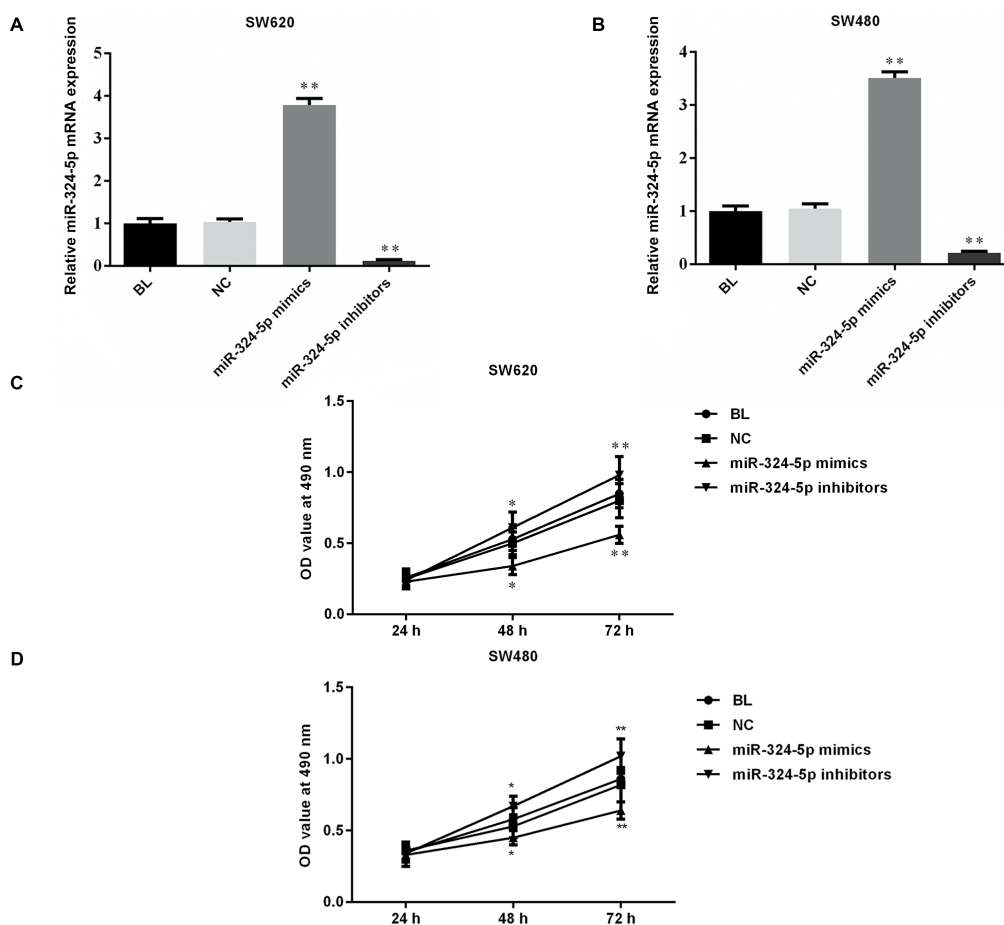 A
SW620
Relative miR-324-5p mRNA expression
5
4
3
2
1
0
**
**
BL
NC
miR-324-5p mimics
miR-324-5p inhibitors
B
SW480
Relative miR-324-5p mRNA expression
4
3
2
1
0
**
**
BL
NC
miR-324-5p mimics
miR-324-5p inhibitors
C
SW620
OD value at 490 nm
1.5
1.0
0.5
0.0
*
*
**
**
24 h
48 h
72 h
BL
NC
miR-324-5p mimics
miR-324-5p inhibitors
D
SW480
OD value at 490 nm
1.5
1.0
0.5
0.0
*
*
**
**
24 h
48 h
72 h
BL
NC
miR-324-5p mimics
miR-324-5p inhibitors